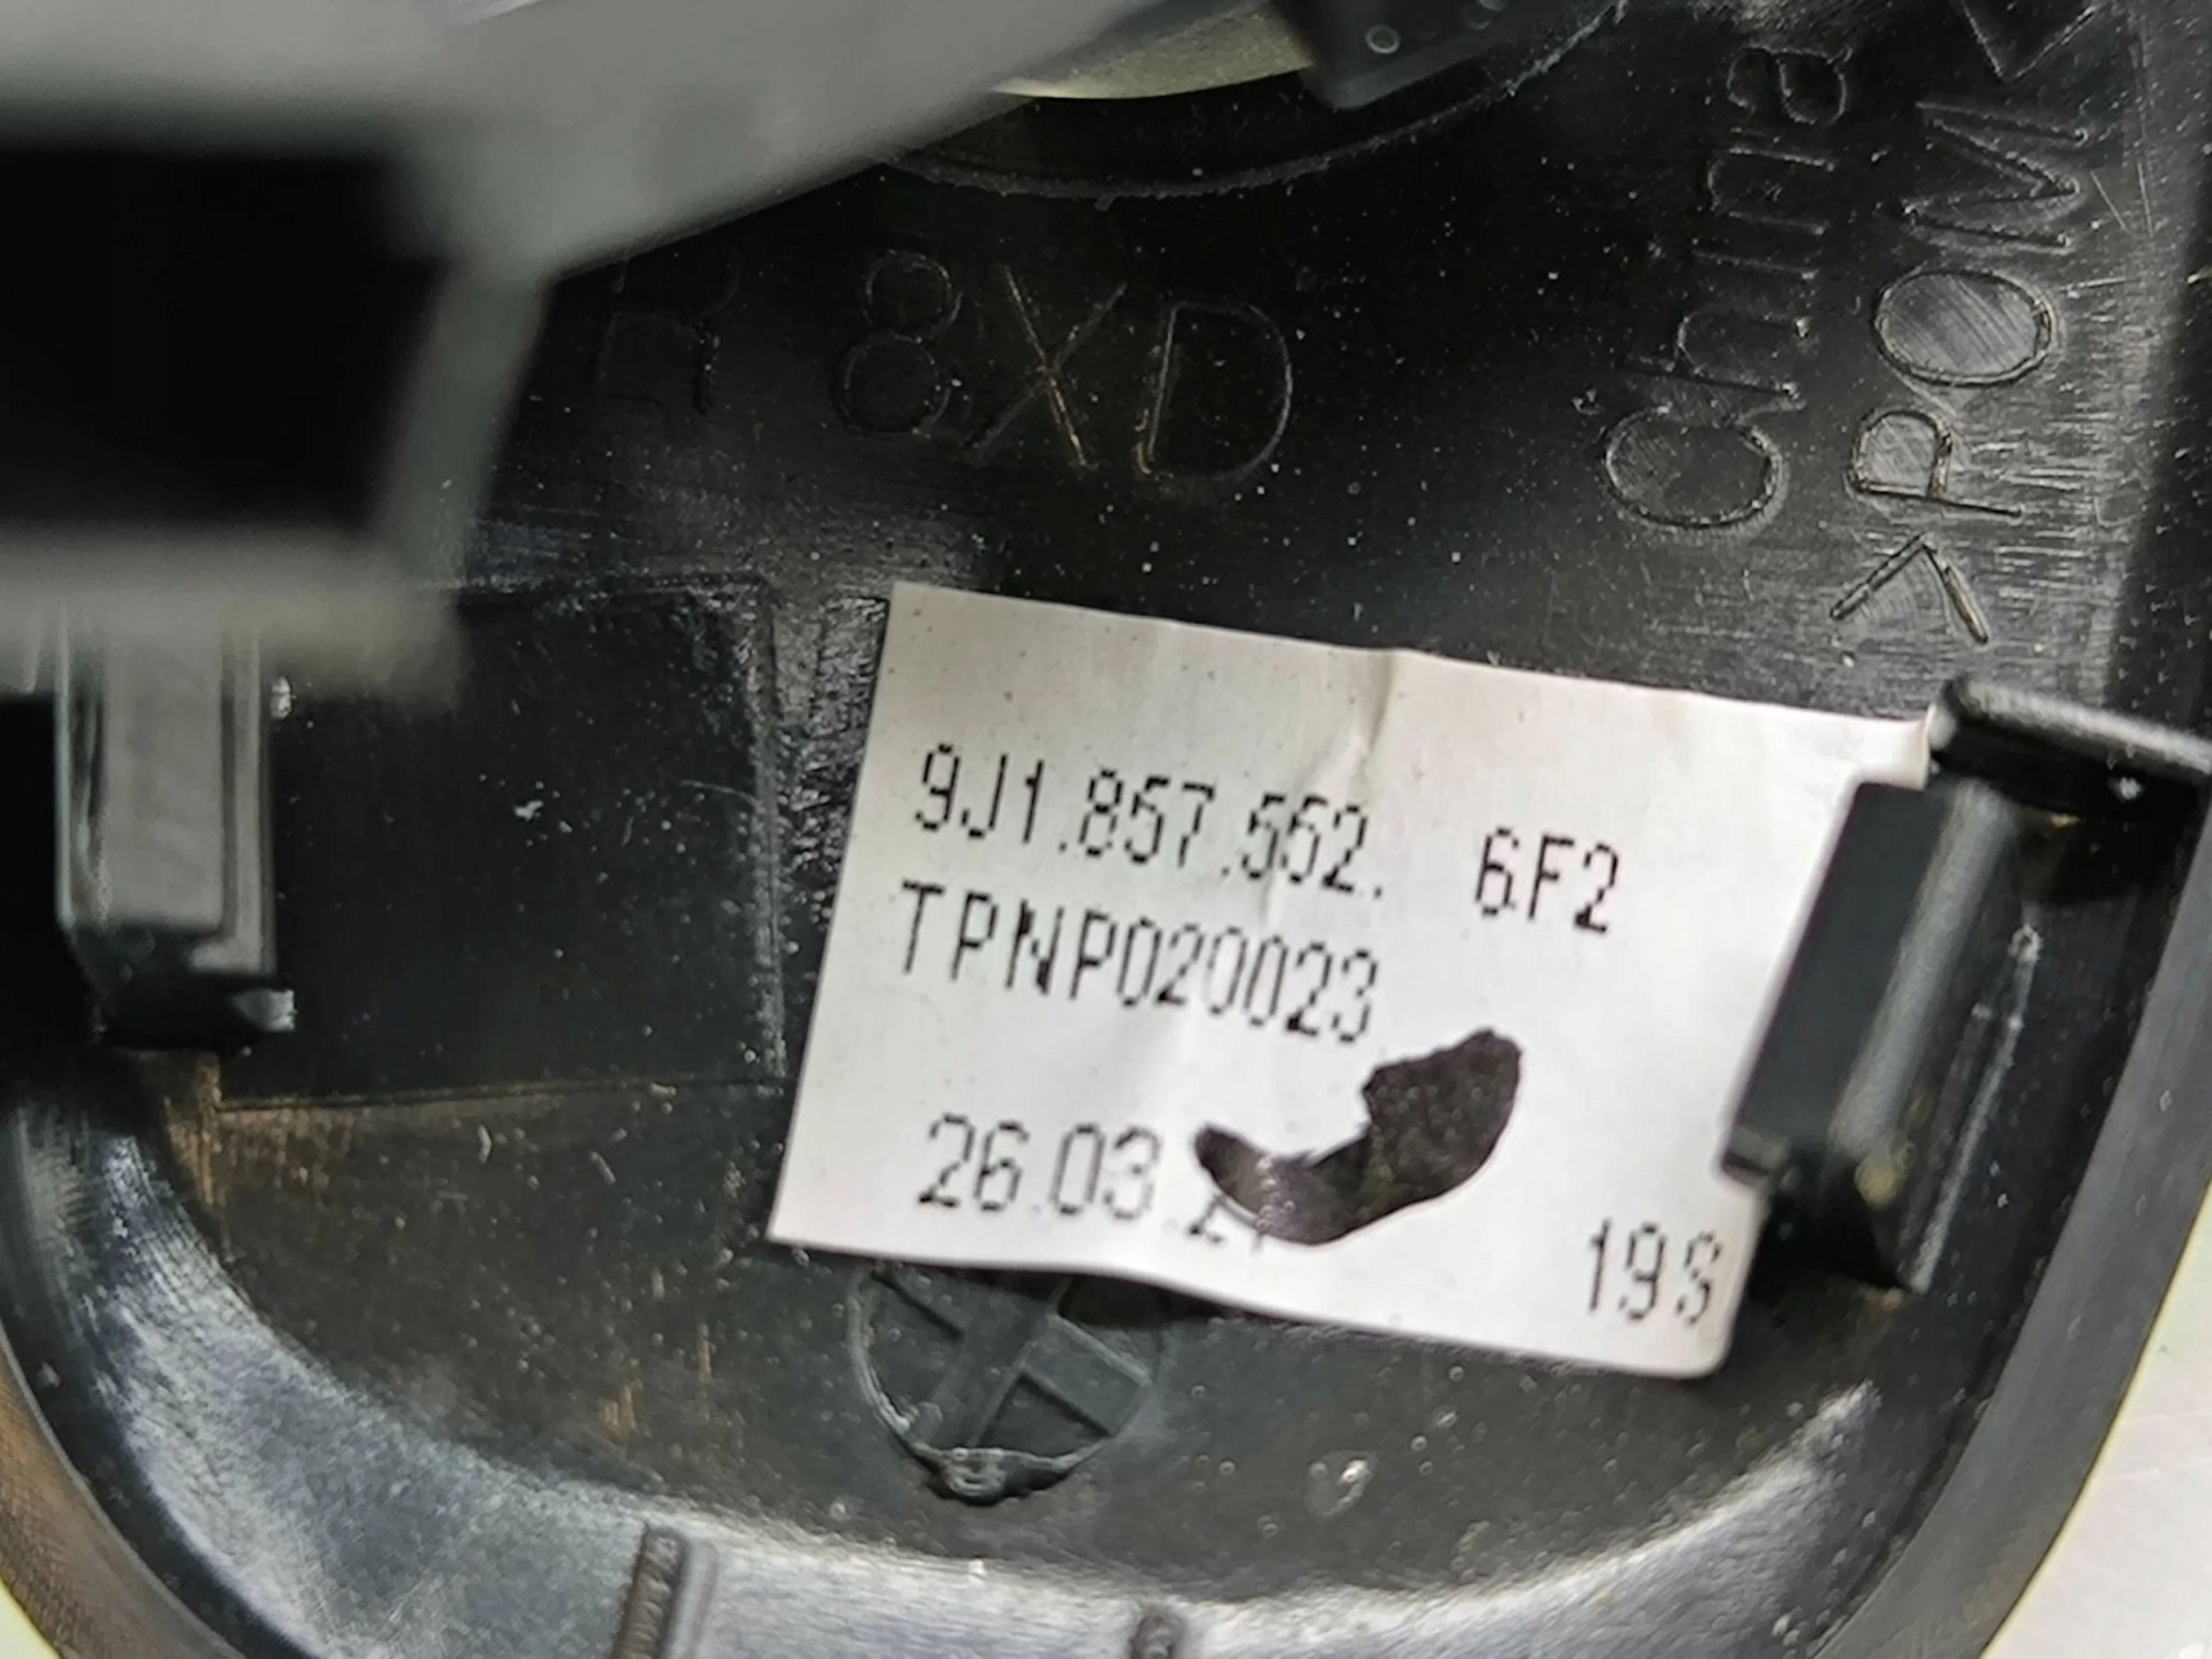 8XD
China
>POM<
9J1.857.552. 6F2
TPNP020023
26.03.
19S